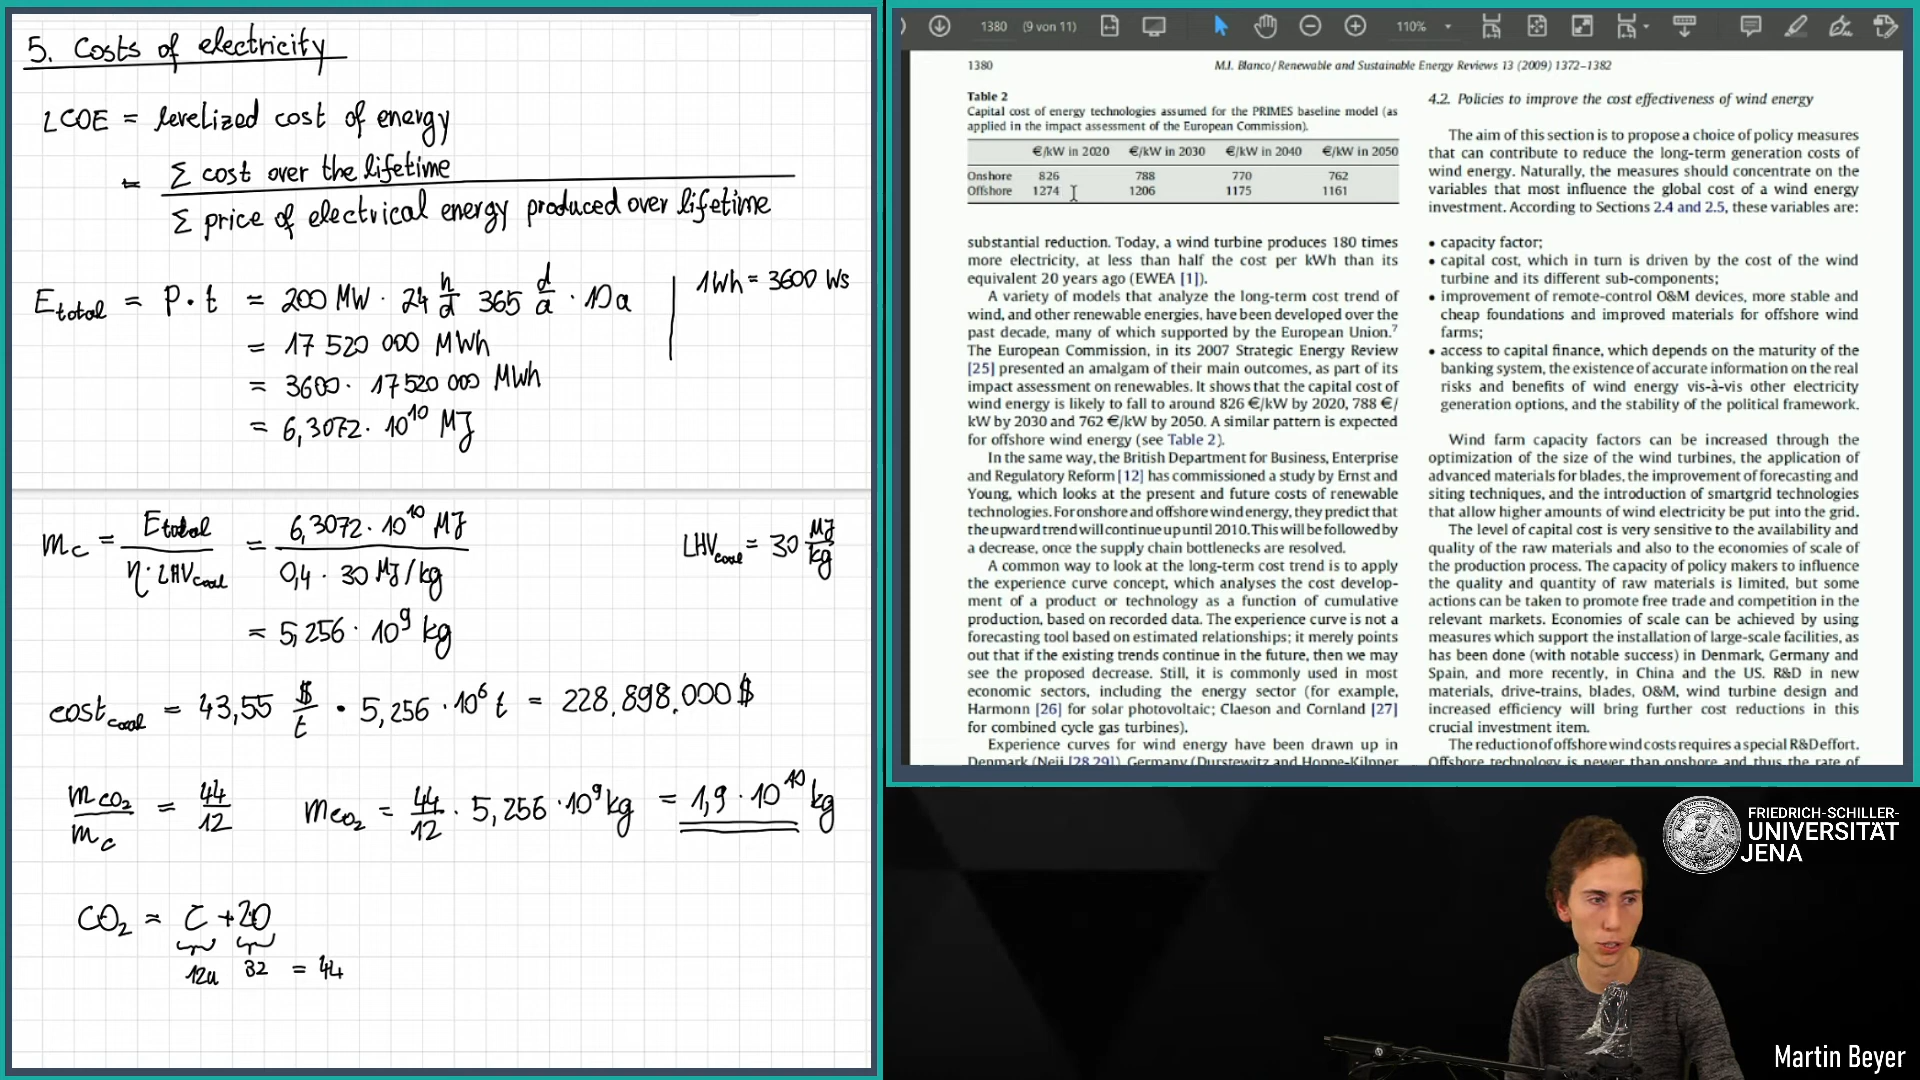 5. Costs of electricity
LCOE = levelized cost of energy
= Σ cost over the lifetime
Σ price of electrical energy produced over lifetime
E_total = P · t = 200 MW · 24 h/d 365 d/a · 10 a
1Wh = 3600 Ws
= 17 520 000 MWh
= 3600 · 17 520 000 MWh
= 6,3072 · 10^10 MJ
m_C = E_total / (η · LHV_coal) = 6,3072 · 10^10 MJ / (0,4 · 30 MJ/kg)
LHV_coal = 30 MJ/kg
= 5,256 · 10^9 kg
cost_coal = 43,55 $/t · 5,256 · 10^6 t = 228.898.000 $
m_CO2 / m_C = 44/12
m_CO2 = 44/12 · 5,256 · 10^9 kg = 1,9 · 10^10 kg
CO2 = C + 2O
12u 32 = 44
1380 (9 von 11)
110%
1380
M.I. Blanco / Renewable and Sustainable Energy Reviews 13 (2009) 1372–1382
Table 2
Capital cost of energy technologies assumed for the PRIMES baseline model (as
applied in the impact assessment of the European Commission).
€/kW in 2020 €/kW in 2030 €/kW in 2040 €/kW in 2050
Onshore 826 788 770 762
Offshore 1274 1206 1175 1161
substantial reduction. Today, a wind turbine produces 180 times
more electricity, at less than half the cost per kWh than its
equivalent 20 years ago (EWEA [1]).
A variety of models that analyze the long-term cost trend of
wind, and other renewable energies, have been developed over the
past decade, many of which supported by the European Union.7
The European Commission, in its 2007 Strategic Energy Review
[25] presented an amalgam of their main outcomes, as part of its
impact assessment on renewables. It shows that the capital cost of
wind energy is likely to fall to around 826 €/kW by 2020, 788 €/
kW by 2030 and 762 €/kW by 2050. A similar pattern is expected
for offshore wind energy (see Table 2).
In the same way, the British Department for Business, Enterprise
and Regulatory Reform [12] has commissioned a study by Ernst and
Young, which looks at the present and future costs of renewable
technologies. For onshore and offshore wind energy, they predict that
the upward trend will continue up until 2010. This will be followed by
a decrease, once the supply chain bottlenecks are resolved.
A common way to look at the long-term cost trend is to apply
the experience curve concept, which analyses the cost develop-
ment of a product or technology as a function of cumulative
production, based on recorded data. The experience curve is not a
forecasting tool based on estimated relationships; it merely points
out that if the existing trends continue in the future, then we may
see the proposed decrease. Still, it is commonly used in most
economic sectors, including the energy sector (for example,
Harmonn [26] for solar photovoltaic; Claeson and Cornland [27]
for combined cycle gas turbines).
Experience curves for wind energy have been drawn up in
Denmark (Neij [28,29]), Germany (Durstewitz and Hoppe-Kilpper
4.2. Policies to improve the cost effectiveness of wind energy
The aim of this section is to propose a choice of policy measures
that can contribute to reduce the long-term generation costs of
wind energy. Naturally, the measures should concentrate on the
variables that most influence the global cost of a wind energy
investment. According to Sections 2.4 and 2.5, these variables are:
• capacity factor;
• capital cost, which in turn is driven by the cost of the wind
turbine and its different sub-components;
• improvement of remote-control O&M devices, more stable and
cheap foundations and improved materials for offshore wind
farms;
• access to capital finance, which depends on the maturity of the
banking system, the existence of accurate information on the real
risks and benefits of wind energy vis-à-vis other electricity
generation options, and the stability of the political framework.
Wind farm capacity factors can be increased through the
optimization of the size of the wind turbines, the application of
advanced materials for blades, the improvement of forecasting and
siting techniques, and the introduction of smartgrid technologies
that allow higher amounts of wind electricity be put into the grid.
The level of capital cost is very sensitive to the availability and
quality of the raw materials and also to the economies of scale of
the production process. The capacity of policy makers to influence
the quality and quantity of raw materials is limited, but some
actions can be taken to promote free trade and competition in the
relevant markets. Economies of scale can be achieved by using
measures which support the installation of large-scale facilities, as
has been done (with notable success) in Denmark, Germany and
Spain, and more recently, in China and the US. R&D in new
materials, drive-trains, blades, O&M, wind turbine design and
increased efficiency will bring further cost reductions in this
crucial investment item.
The reduction of offshore wind costs requires a special R&D effort.
Offshore technology is newer than onshore and thus the rate of
FRIEDRICH-SCHILLER-
UNIVERSITÄT
JENA
Martin Beyer